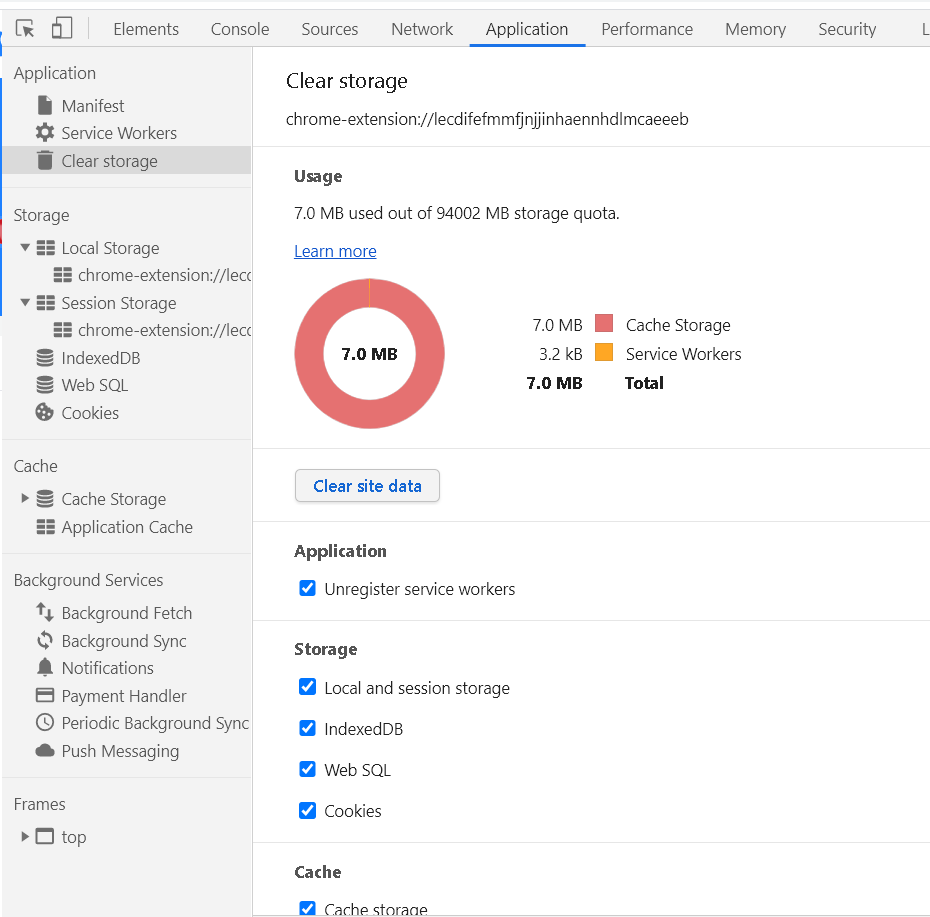 Elements Console Sources Network Application Performance Memory Security L
Application
Manifest
Service Workers
Clear storage
Storage
Local Storage
chrome-extension://lecd
Session Storage
chrome-extension://lecd
IndexedDB
Web SQL
Cookies
Cache
Cache Storage
Application Cache
Background Services
Background Fetch
Background Sync
Notifications
Payment Handler
Periodic Background Sync
Push Messaging
Frames
top
Clear storage
chrome-extension://lecdifefmmfjnjjinhaennhdlmcaeeeb
Usage
7.0 MB used out of 94002 MB storage quota.
Learn more
7.0 MB
7.0 MB Cache Storage
3.2 kB Service Workers
7.0 MB Total
Clear site data
Application
Unregister service workers
Storage
Local and session storage
IndexedDB
Web SQL
Cookies
Cache
Cache storage